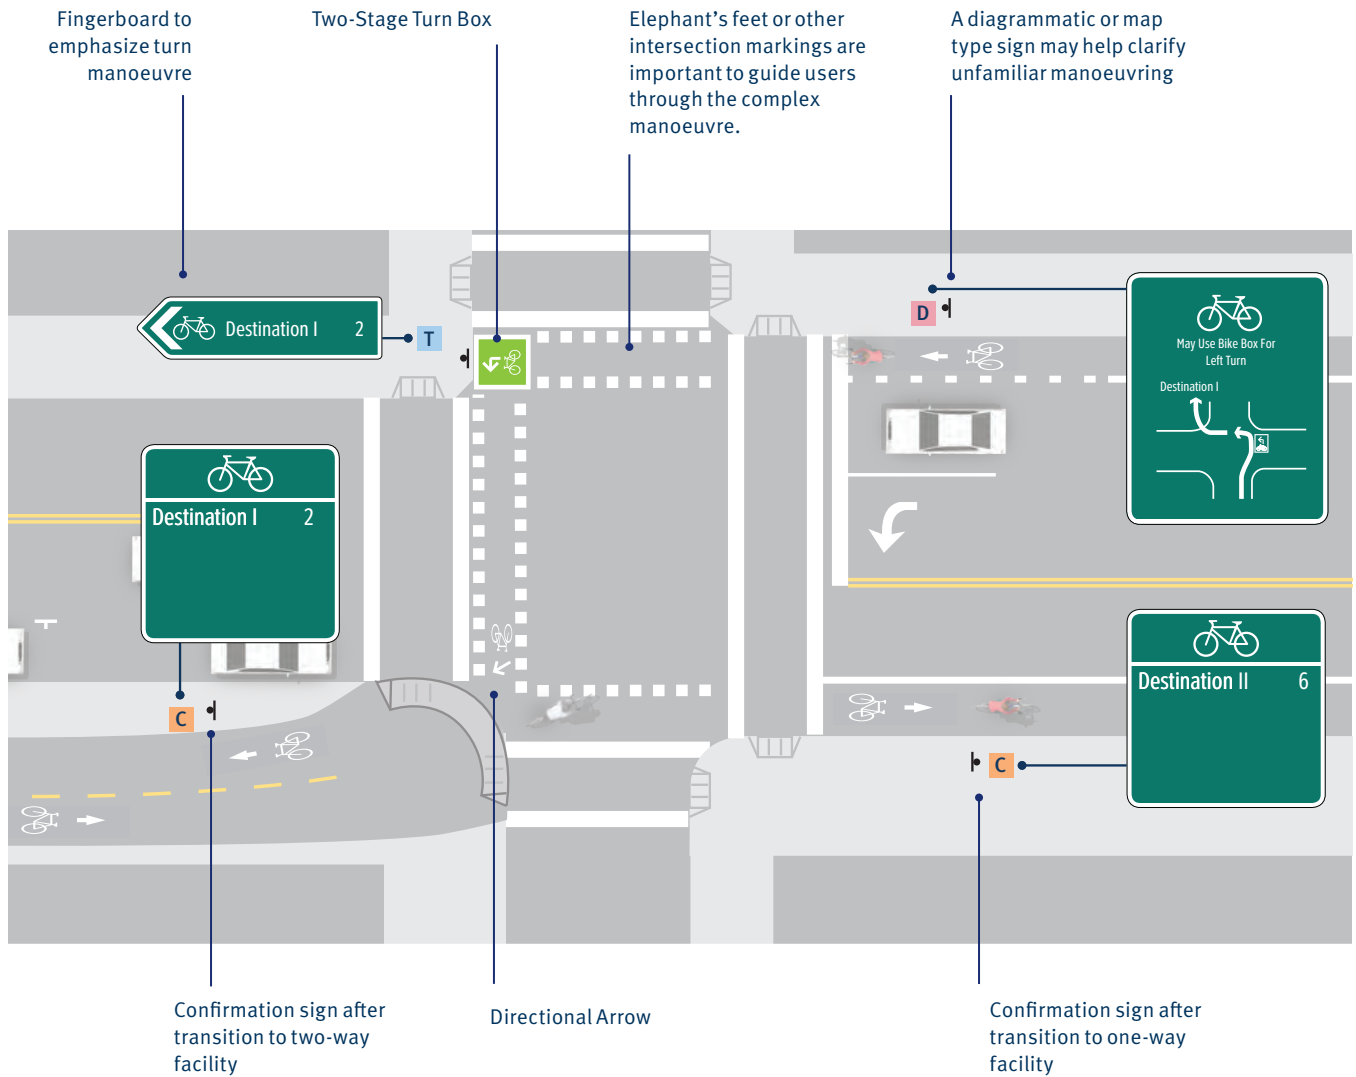 Fingerboard to
emphasize turn
manoeuvre
Two-Stage Turn Box
Elephant’s feet or other
intersection markings are
important to guide users
through the complex
manoeuvre.
A diagrammatic or map
type sign may help clarify
unfamiliar manoeuvring
Destination I 2
T
D
May Use Bike Box For
Left Turn
Destination I
Destination I 2
C
Destination II 6
C
Confirmation sign after
transition to two-way
facility
Directional Arrow
Confirmation sign after
transition to one-way
facility